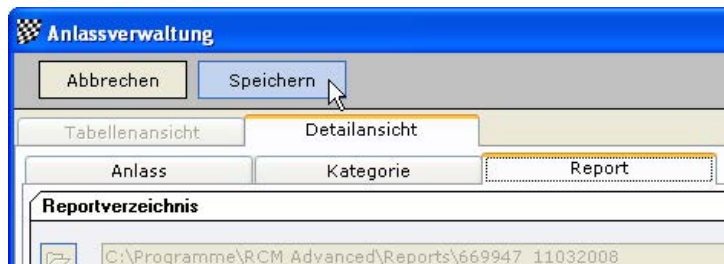 Anlassverwaltung
Abbrechen Speichern
Tabellenansicht Detailansicht
Anlass Kategorie Report
Reportverzeichnis
C:\Programme\RCM Advanced\Reports\669947_11032008